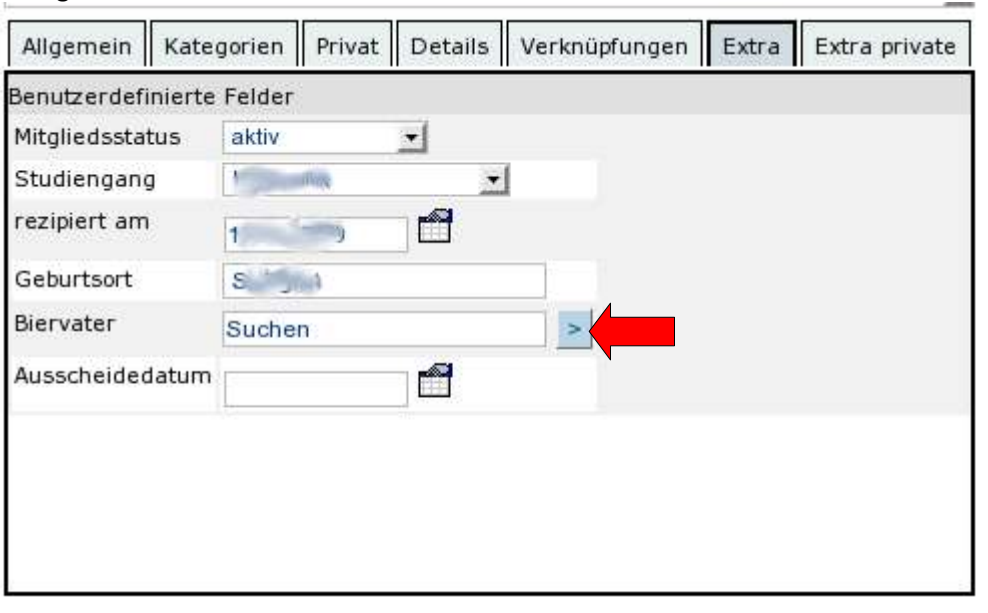 Allgemein Kategorien Privat Details Verknüpfungen Extra Extra private
Benutzerdefinierte Felder
Mitgliedsstatus aktiv
Studiengang
rezipiert am
Geburtsort
Biervater Suchen >
Ausscheidedatum